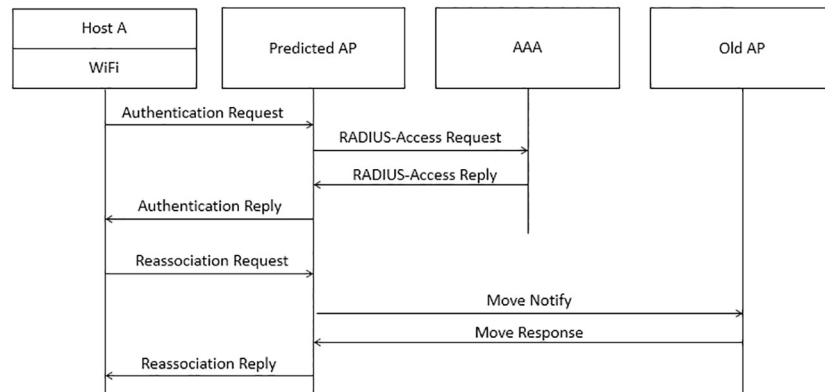 Host A
WiFi
Predicted AP
AAA
Old AP
Authentication Request
RADIUS-Access Request
RADIUS-Access Reply
Authentication Reply
Reassociation Request
Move Notify
Move Response
Reassociation Reply